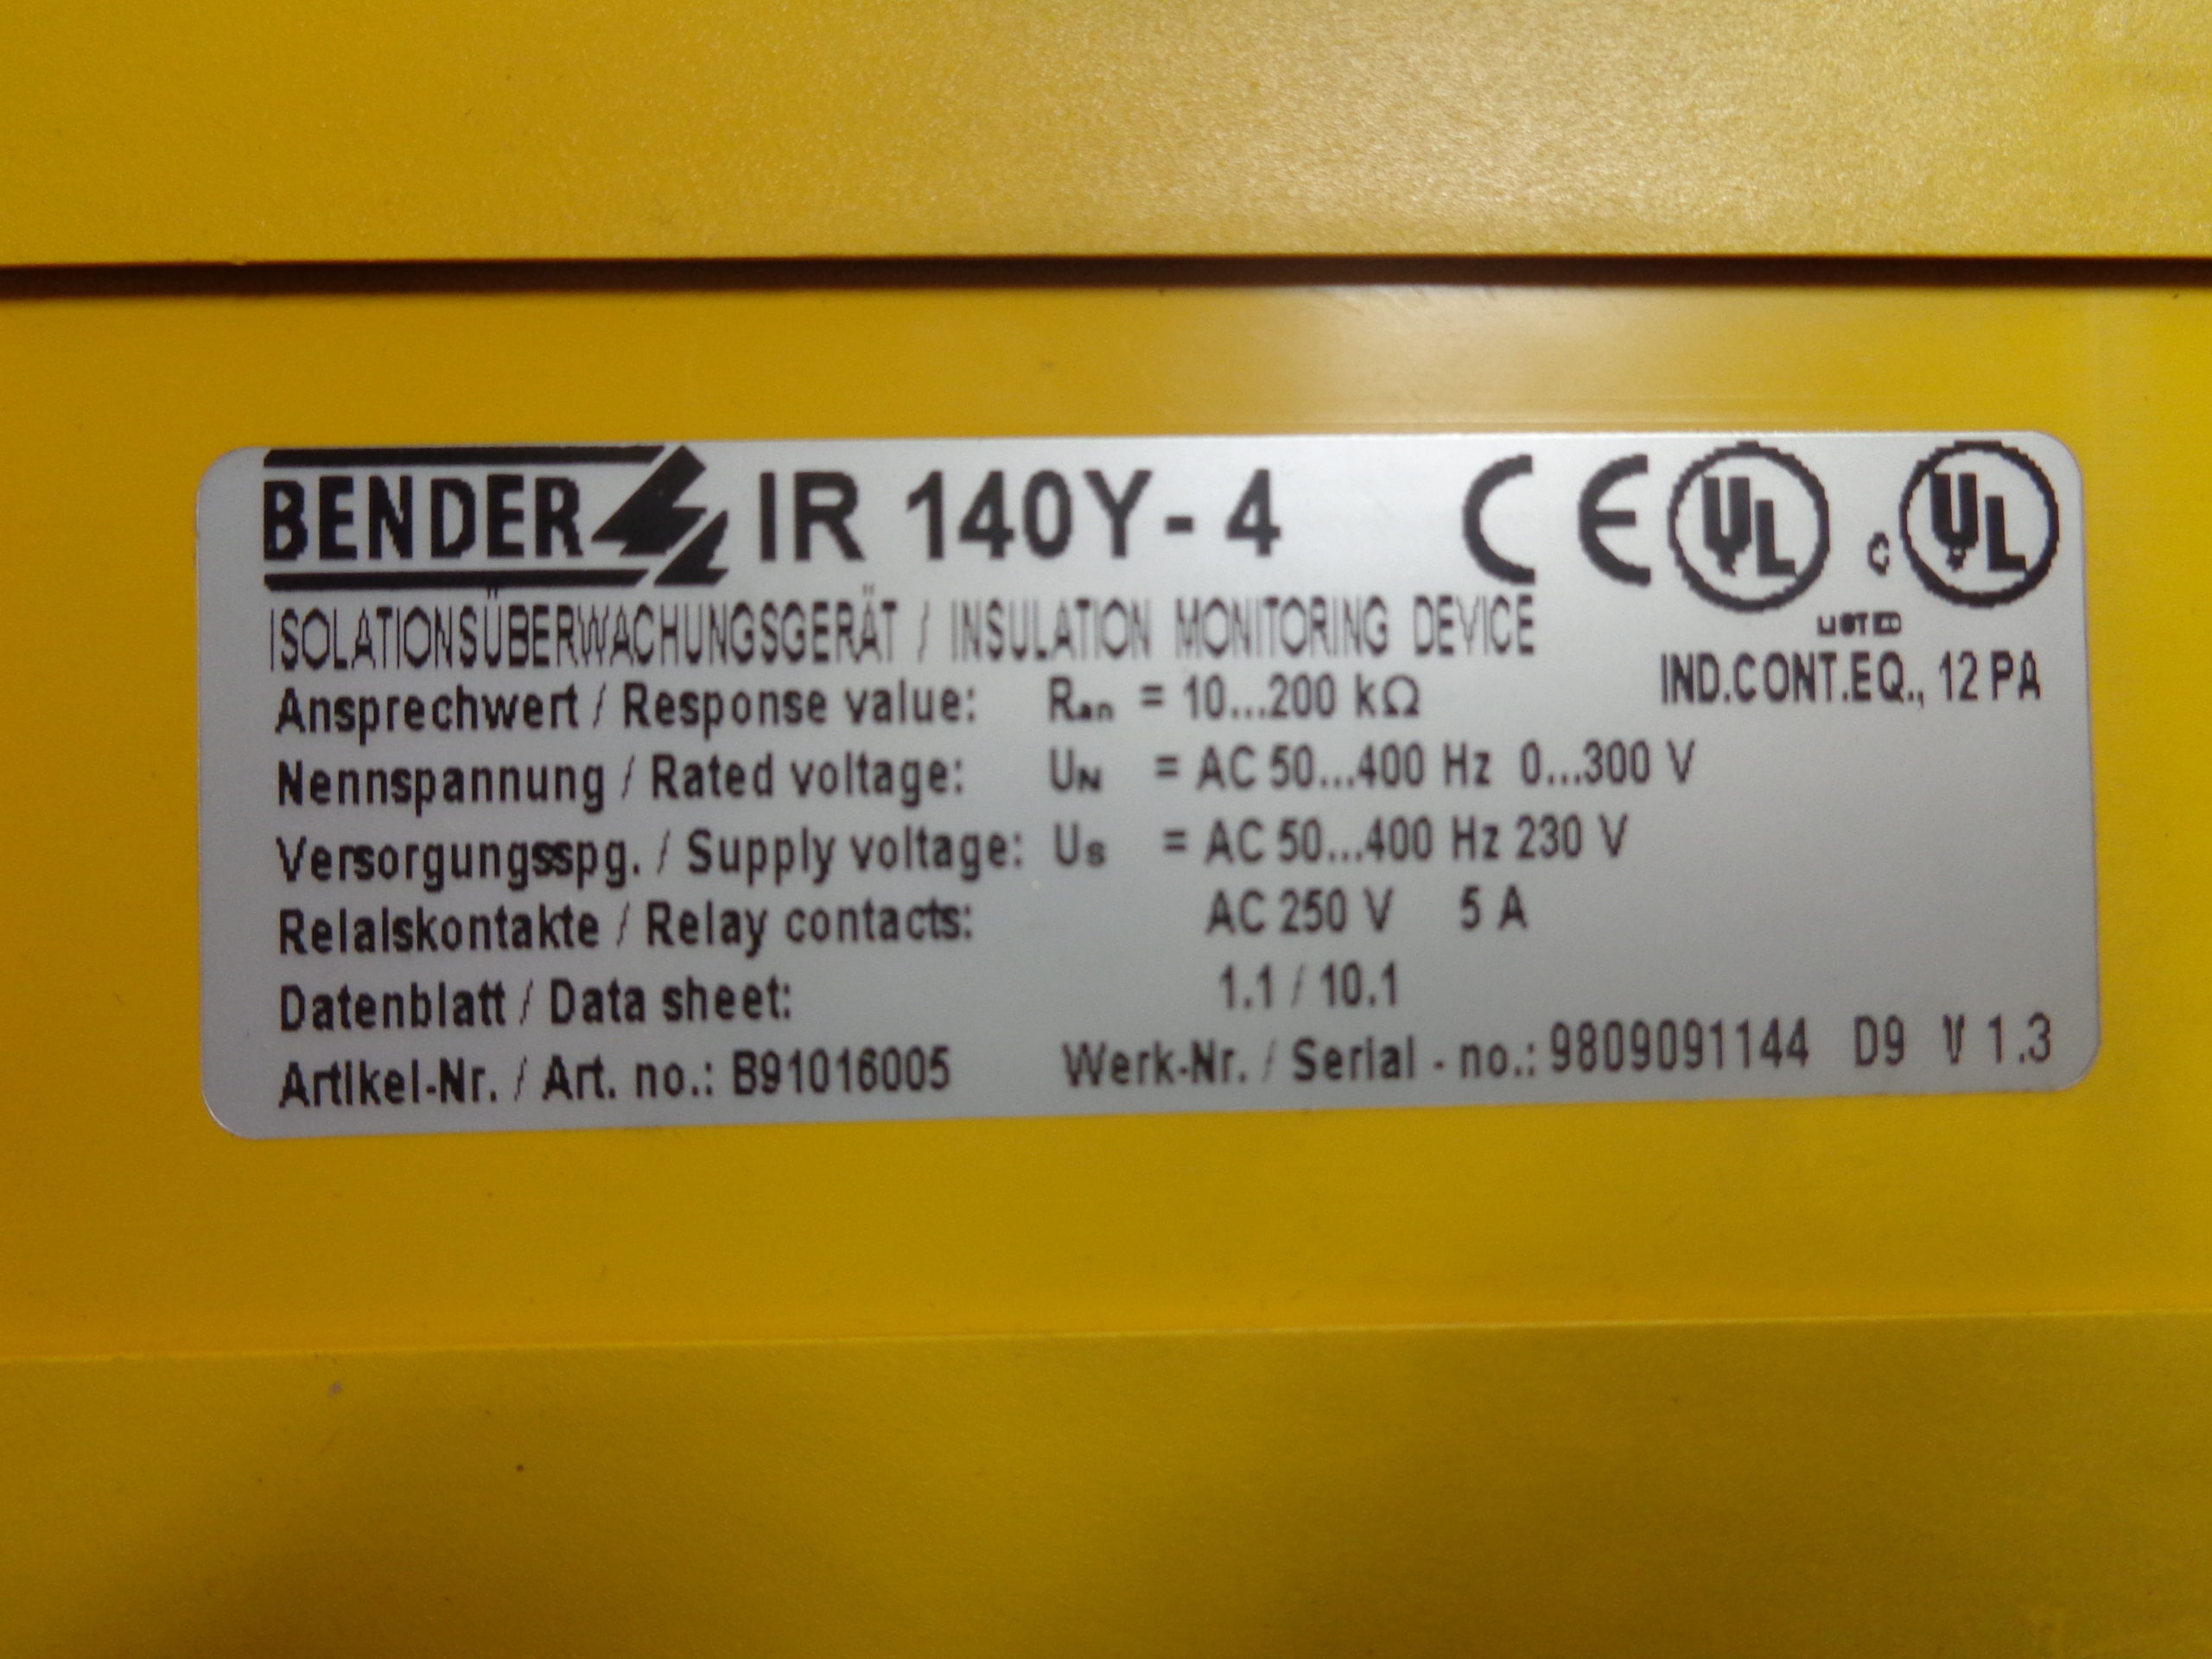 BENDER IR 140Y-4 CE UL c UL
LISTED
ISOLATIONSÜBERWACHUNGSGERÄT / INSULATION MONITORING DEVICE
IND.CONT.EQ., 12 PA
Ansprechwert / Response value: Ran = 10...200 kΩ
Nennspannung / Rated voltage: UN = AC 50...400 Hz 0...300 V
Versorgungsspg. / Supply voltage: US = AC 50...400 Hz 230 V
Relaiskontakte / Relay contacts: AC 250 V 5 A
Datenblatt / Data sheet: 1.1 / 10.1
Artikel-Nr. / Art. no.: B91016005 Werk-Nr. / Serial - no.: 9809091144 D9 V 1.3